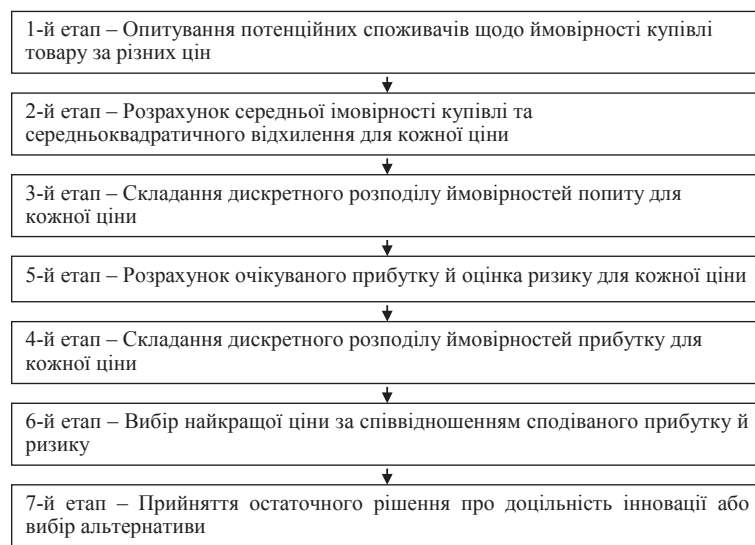 1-й етап – Опитування потенційних споживачів щодо ймовірності купівлі
товару за різних цін
2-й етап – Розрахунок середньої імовірності купівлі та
середньоквадратичного відхилення для кожної ціни
3-й етап – Складання дискретного розподілу ймовірностей попиту для
кожної ціни
5-й етап – Розрахунок очікуваного прибутку й оцінка ризику для кожної ціни
4-й етап – Складання дискретного розподілу ймовірностей прибутку для
кожної ціни
6-й етап – Вибір найкращої ціни за співвідношенням сподіваного прибутку й
ризику
7-й етап – Прийняття остаточного рішення про доцільність інновації або
вибір альтернативи